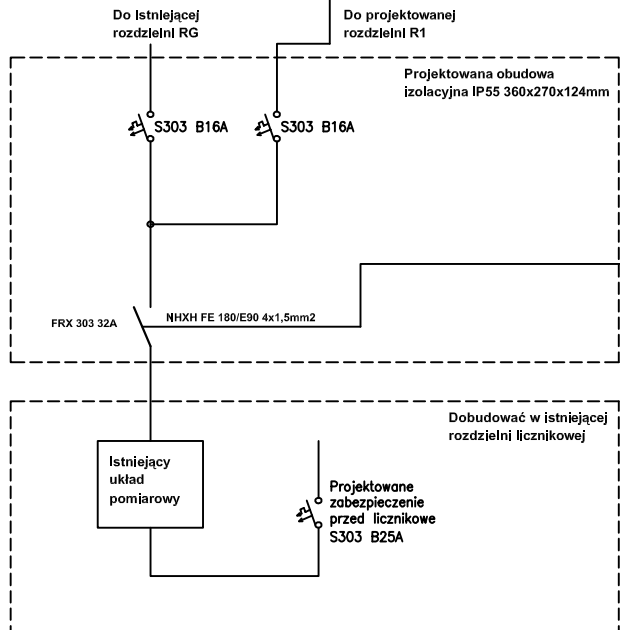 Do istniejącej
rozdzielni RG
Do projektowanej
rozdzielni R1
Projektowana obudowa
izolacyjna IP55 360x270x124mm
S303 B16A
S303 B16A
FRX 303 32A
NHXH FE 180/E90 4x1,5mm2
Dobudować w istniejącej
rozdzielni licznikowej
Istniejący
układ
pomiarowy
Projektowane
zabezpieczenie
przed licznikowe
S303 B25A